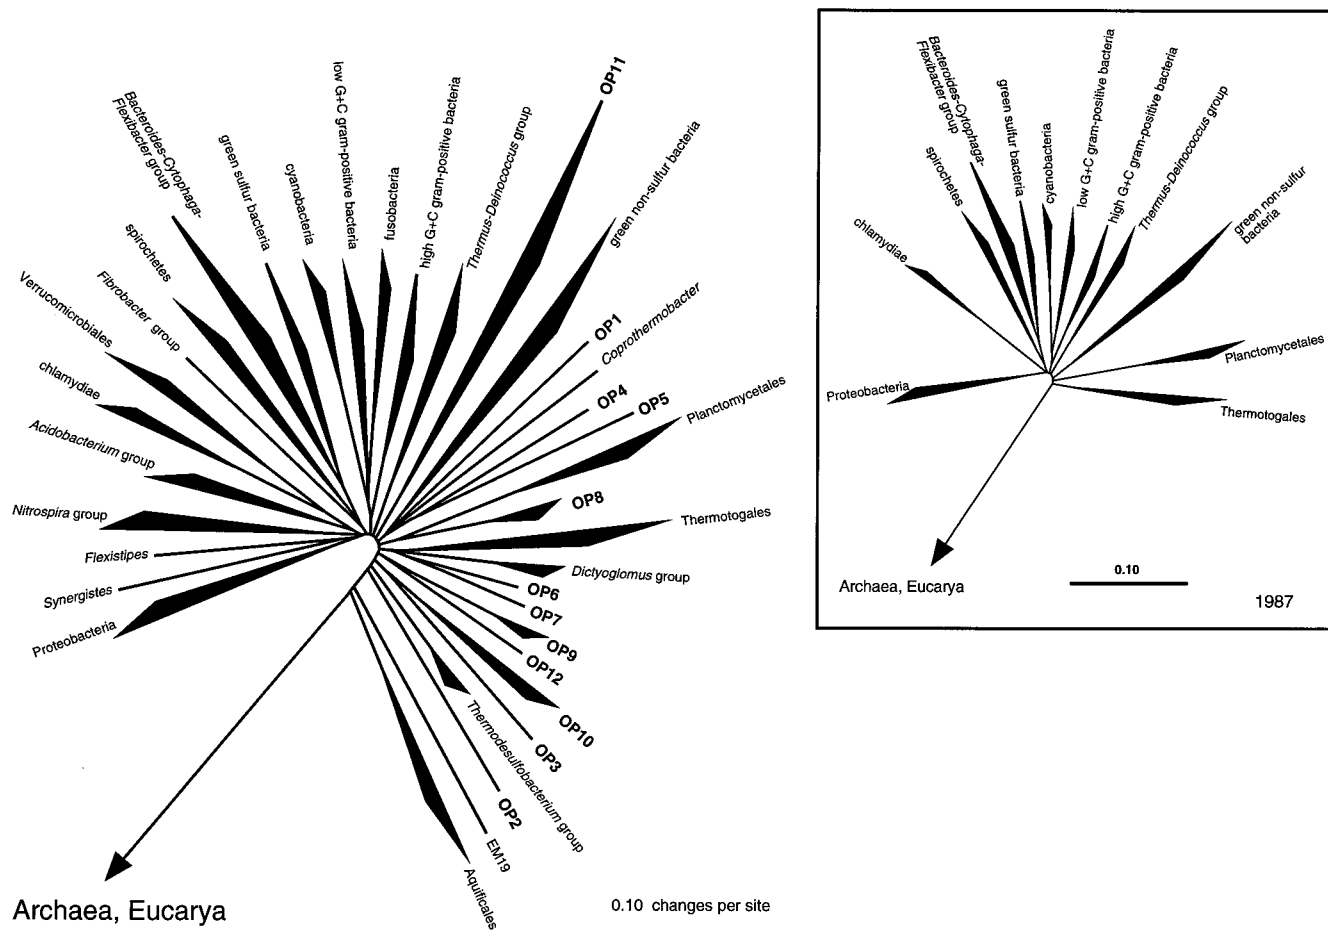 Proteobacteria
Synergistes
Flexistipes
Nitrospira group
Acidobacterium group
chlamydiae
Verrucomicrobiales
Fibrobacter group
spirochetes
Bacteroides-Cytophaga-
Flexibacter group
green sulfur bacteria
cyanobacteria
low G+C gram-positive bacteria
fusobacteria
high G+C gram-positive bacteria
Thermus-Deinococcus group
OP11
green non-sulfur bacteria
OP1
Coprothermobacter
OP4
OP5
Planctomycetales
OP8
Thermotogales
Dictyoglomus group
OP6
OP7
OP9
OP12
OP10
OP3
Thermodesulfobacterium group
OP2
EM19
Aquificales
Archaea, Eucarya
0.10 changes per site
Proteobacteria
chlamydiae
spirochetes
Bacteroides-Cytophaga-
Flexibacter group
green sulfur bacteria
cyanobacteria
low G+C gram-positive bacteria
high G+C gram-positive bacteria
Thermus-Deinococcus group
green non-sulfur
bacteria
Planctomycetales
Thermotogales
Archaea, Eucarya
0.10
1987